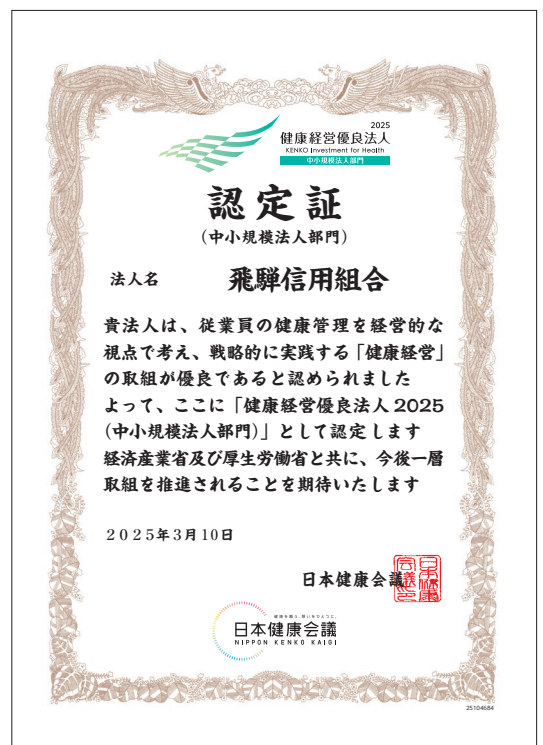 2025
健康経営優良法人
KENKO Investment for Health
中小規模法人部門
認定証
(中小規模法人部門)
法人名 飛騨信用組合
貴法人は、従業員の健康管理を経営的な
視点で考え、戦略的に実践する「健康経営」
の取組が優良であると認められました
よって、ここに「健康経営優良法人2025
(中小規模法人部門)」として認定します
経済産業省及び厚生労働省と共に、今後一層
取組を推進されることを期待いたします
2025年3月10日
日本健康会議
日本健康会議
NIPPON KENKO KAIGI
25104684